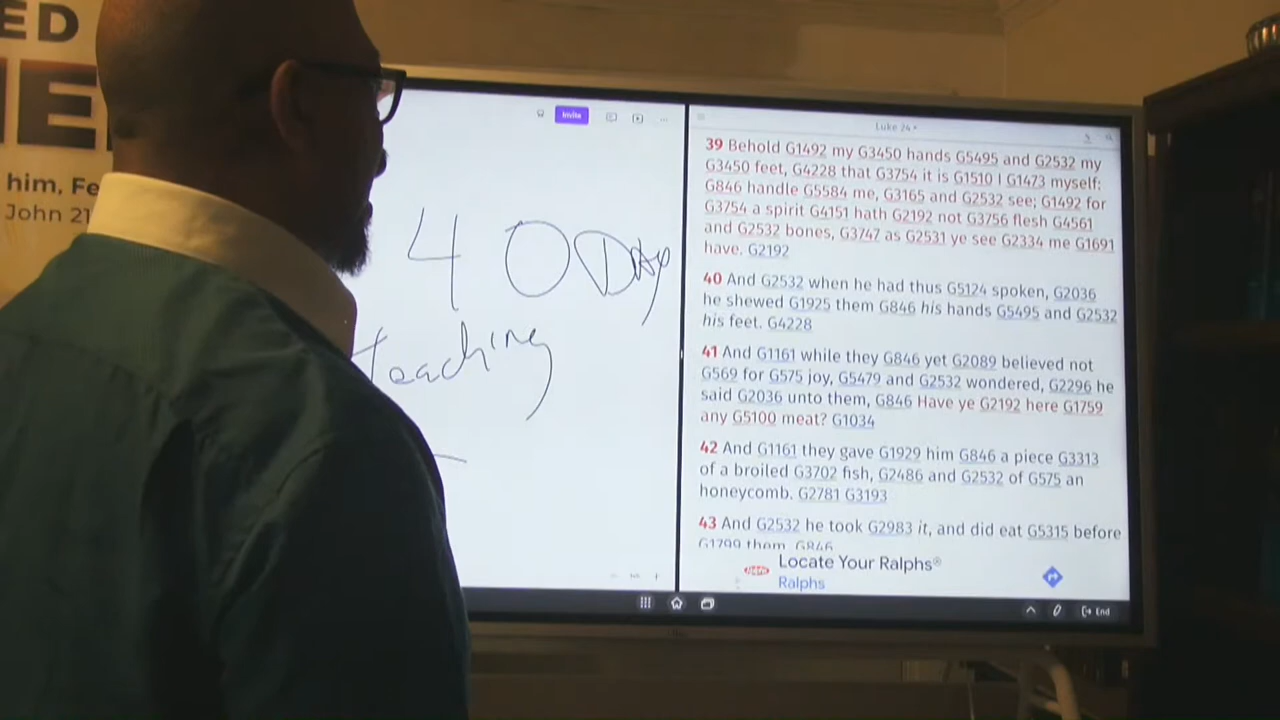 ED
him, Fe
John 21
Invite
40 Day
teaching
Luke 24
39 Behold G1492 my G3450 hands G5495 and G2532 my
G3450 feet, G4228 that G3754 it is G1510 I G1473 myself:
G846 handle G5584 me, G3165 and G2532 see; G1492 for
G3754 a spirit G4151 hath G2192 not G3756 flesh G4561
and G2532 bones, G3747 as G2531 ye see G2334 me G1691
have. G2192
40 And G2532 when he had thus G5124 spoken, G2036
he shewed G1925 them G846 his hands G5495 and G2532
his feet. G4228
41 And G1161 while they G846 yet G2089 believed not
G569 for G575 joy, G5479 and G2532 wondered, G2296 he
said G2036 unto them, G846 Have ye G2192 here G1759
any G5100 meat? G1034
42 And G1161 they gave G1929 him G846 a piece G3313
of a broiled G3702 fish, G2486 and G2532 of G575 an
honeycomb. G2781 G3193
43 And G2532 he took G2983 it, and did eat G5315 before
G1799 them. G846
Locate Your Ralphs®
Ralphs
End